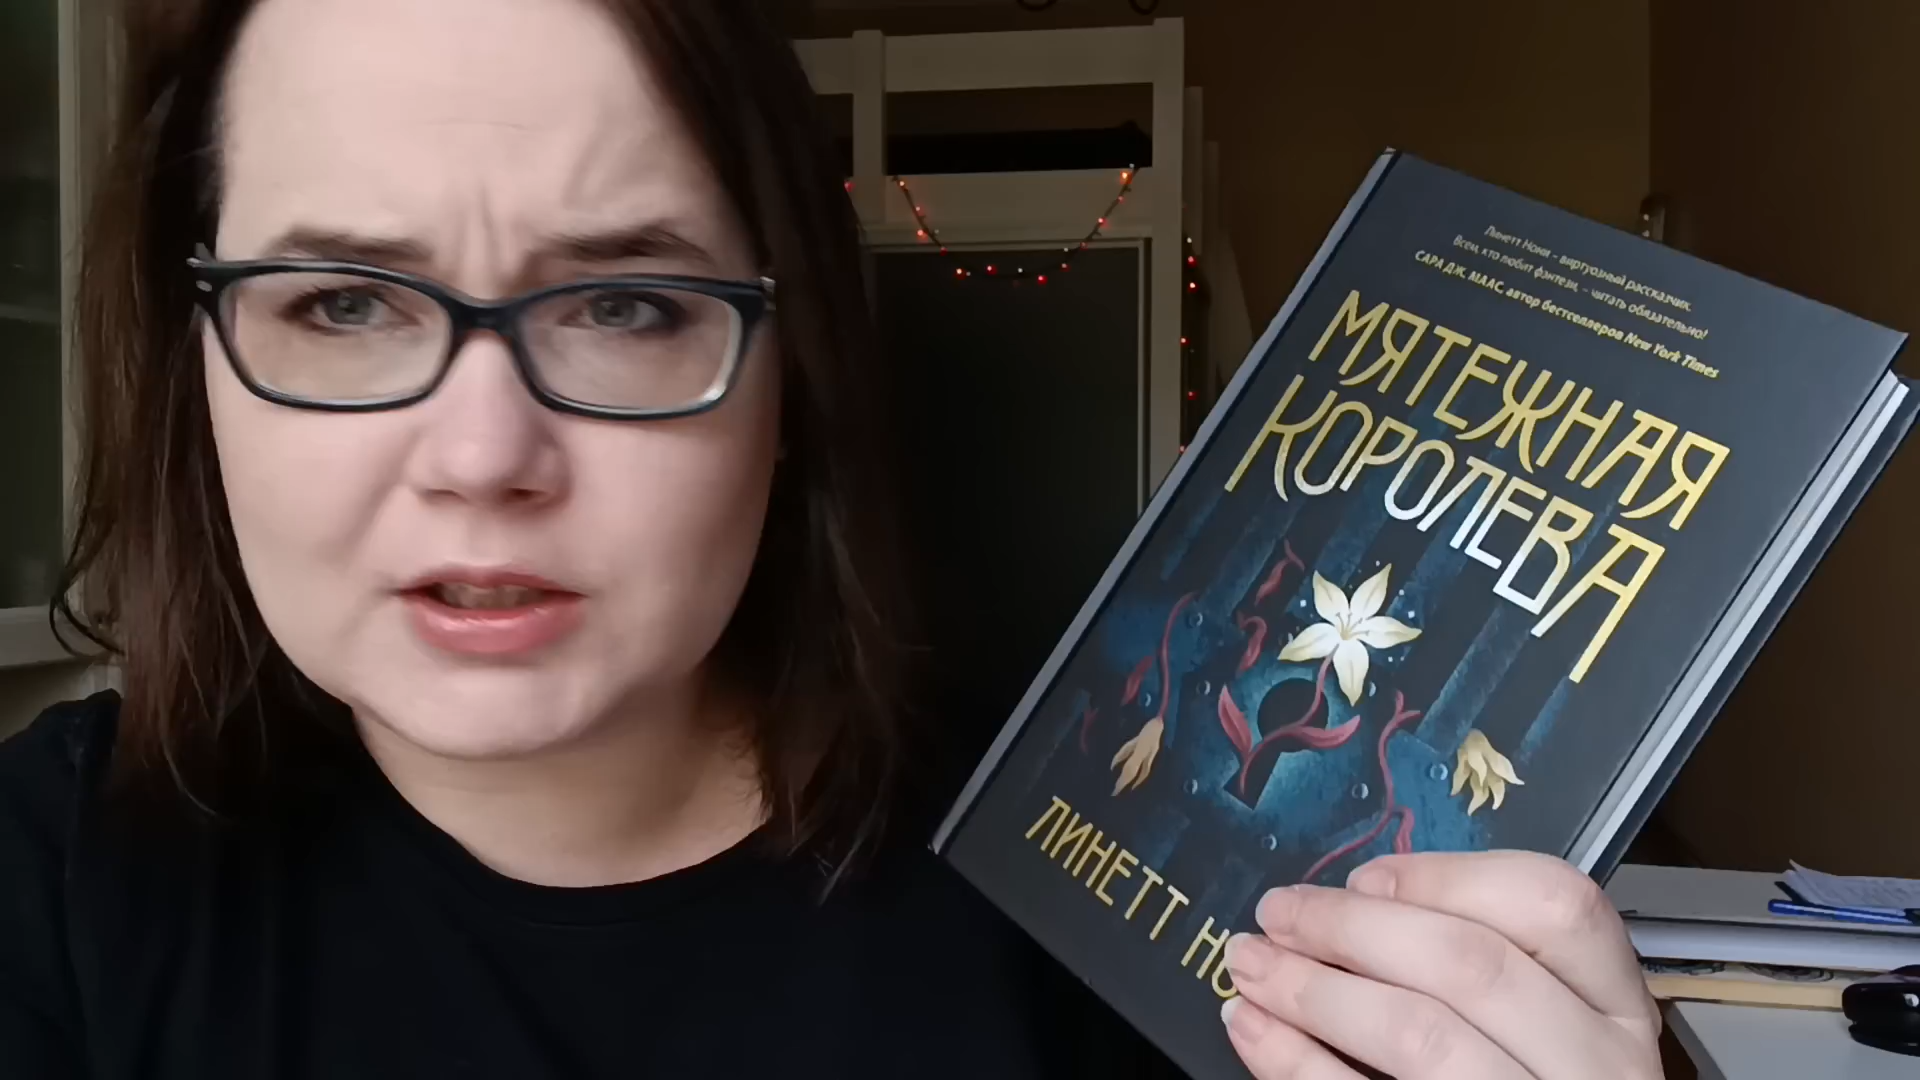 Линетт Нони – виртуозный рассказчик.
Всем, кто любит фэнтези, – читать обязательно!
САРА ДЖ. МААС, автор бестселлеров New York Times
МЯТЕЖНАЯ
КОРОЛЕВА
ЛИНЕТТ НО